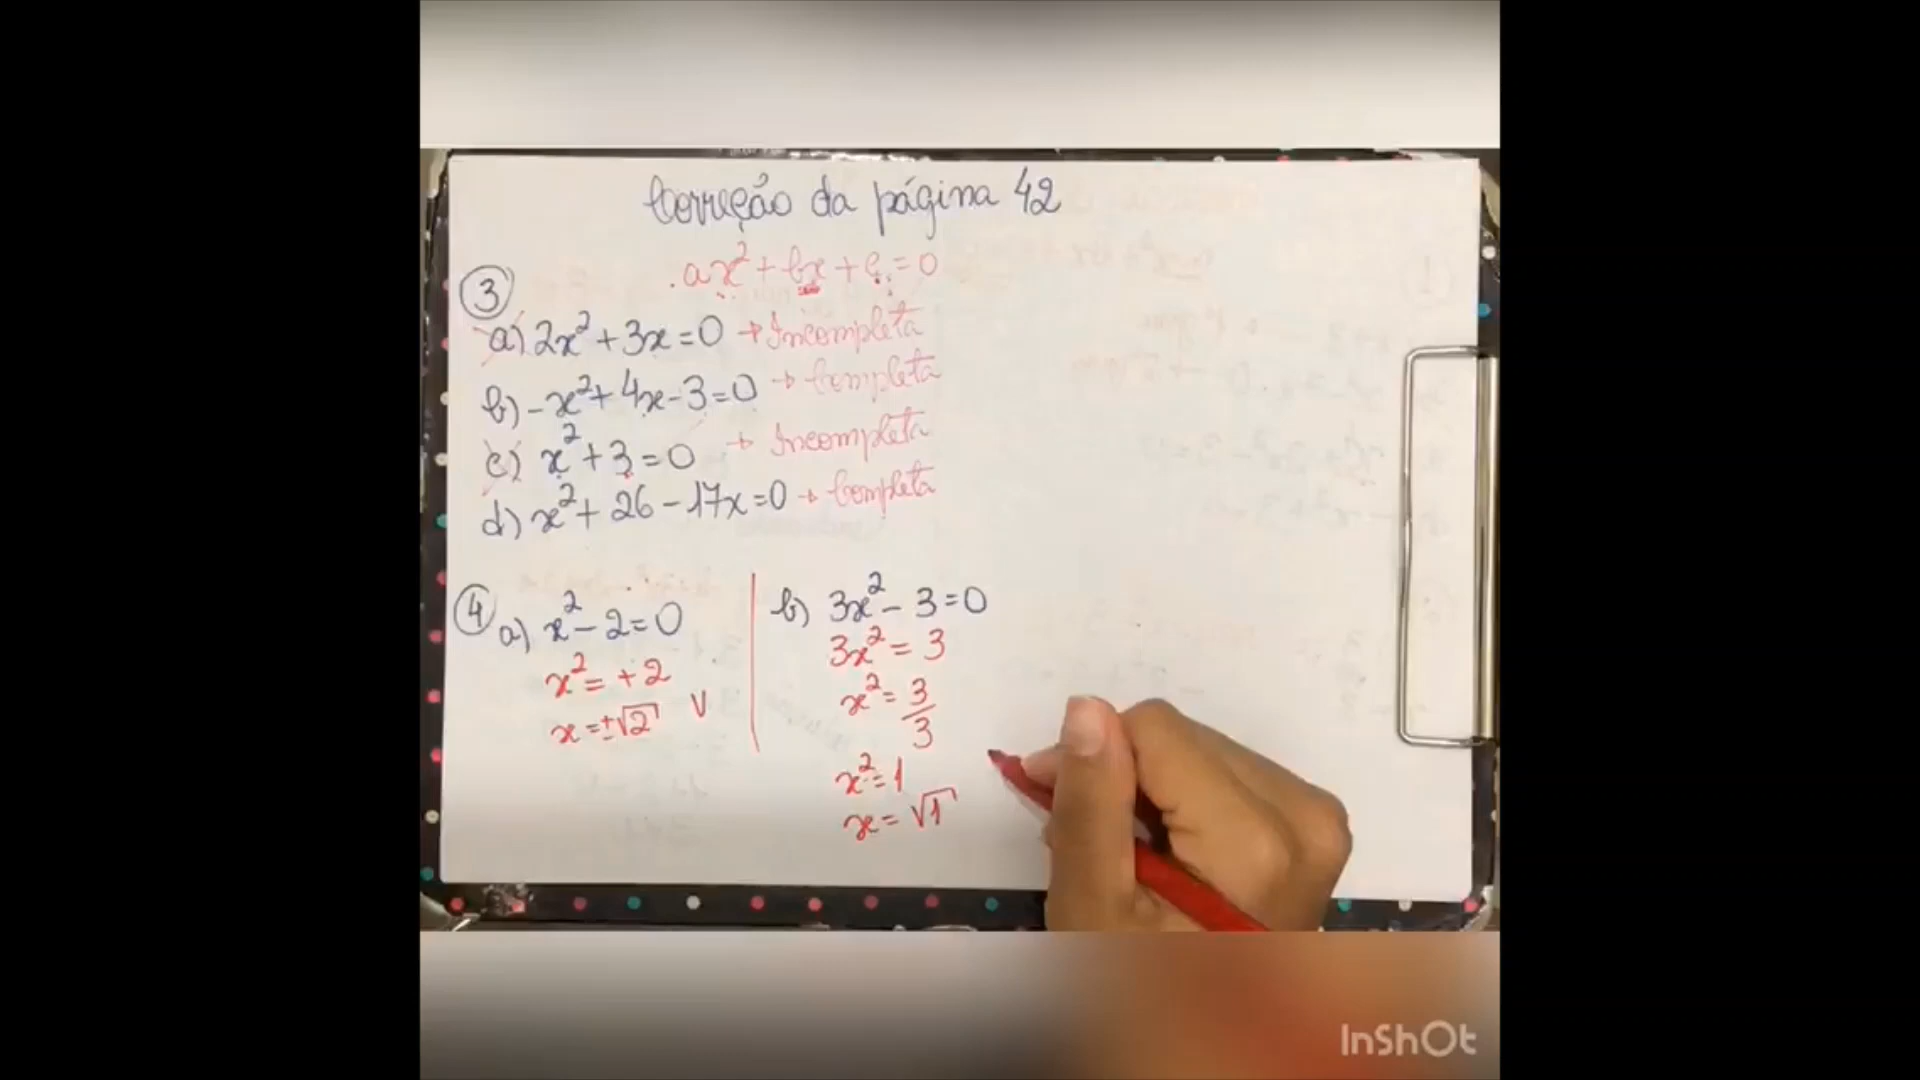 Correção da página 42
ax² + bx + c = 0
3
a) 2x² + 3x = 0 → Incompleta
b) -x² + 4x - 3 = 0 → Completa
c) x² + 3 = 0 → Incompleta
d) x² + 26 - 17x = 0 → Completa
4
a) x² - 2 = 0
x² = +2
x = ±√2 V
b) 3x² - 3 = 0
3x² = 3
x² = 3/3
x² = 1
x = √1
InShOt